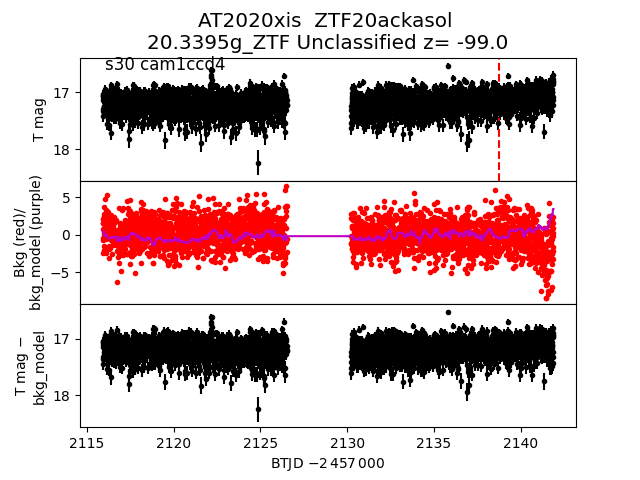 AT2020xis  ZTF20ackasol
20.3395g_ZTF Unclassified z= -99.0
s30 cam1ccd4
T mag
17
18
Bkg (red)/
bkg_model (purple)
5
0
−5
T mag −
bkg_model
17
18
2115 2120 2125 2130 2135 2140
BTJD −2 457 000